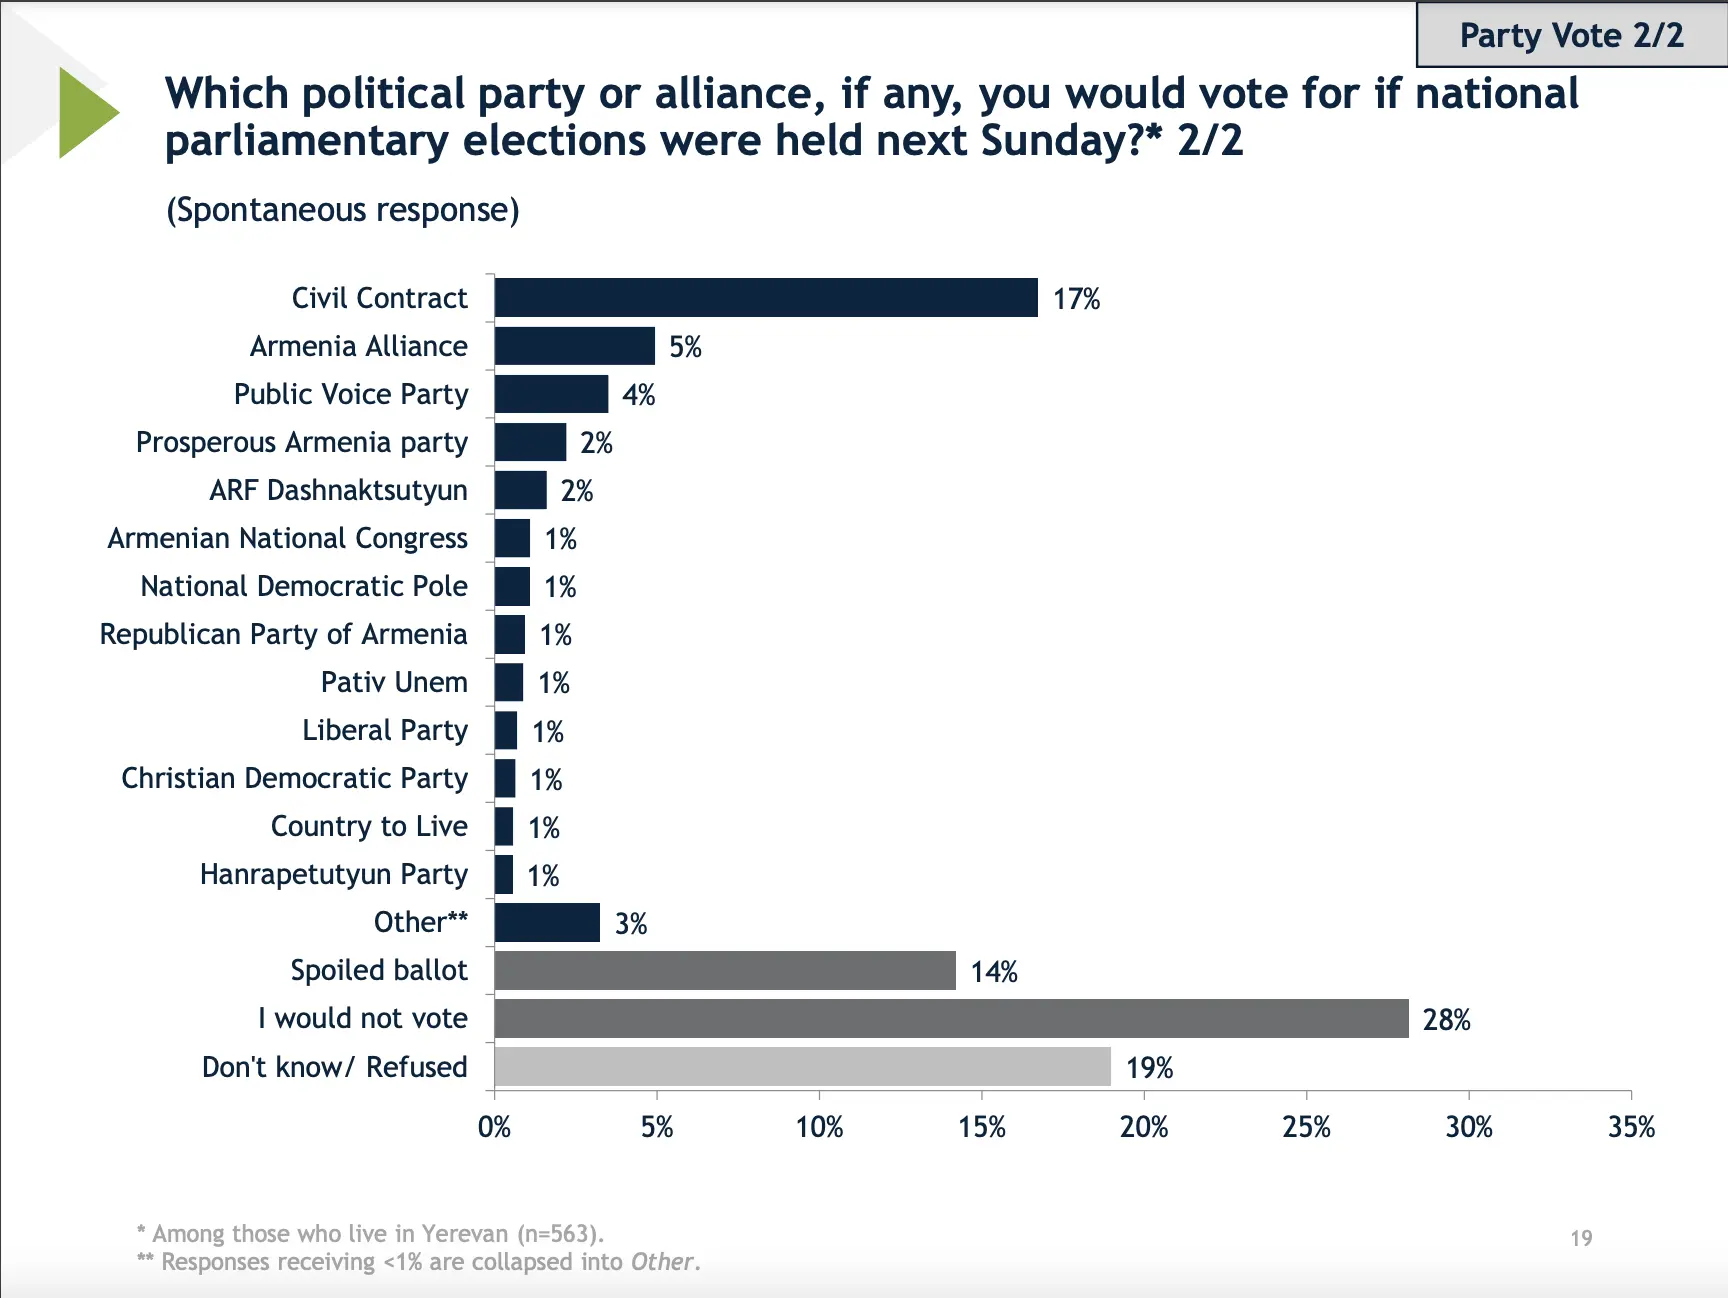 Party Vote 2/2
Which political party or alliance, if any, you would vote for if national
parliamentary elections were held next Sunday?* 2/2
(Spontaneous response)
Civil Contract 17%
Armenia Alliance 5%
Public Voice Party 4%
Prosperous Armenia party 2%
ARF Dashnaktsutyun 2%
Armenian National Congress 1%
National Democratic Pole 1%
Republican Party of Armenia 1%
Pativ Unem 1%
Liberal Party 1%
Christian Democratic Party 1%
Country to Live 1%
Hanrapetutyun Party 1%
Other** 3%
Spoiled ballot 14%
I would not vote 28%
Don't know/ Refused 19%
0% 5% 10% 15% 20% 25% 30% 35%
* Among those who live in Yerevan (n=563).
** Responses receiving <1% are collapsed into Other.
19